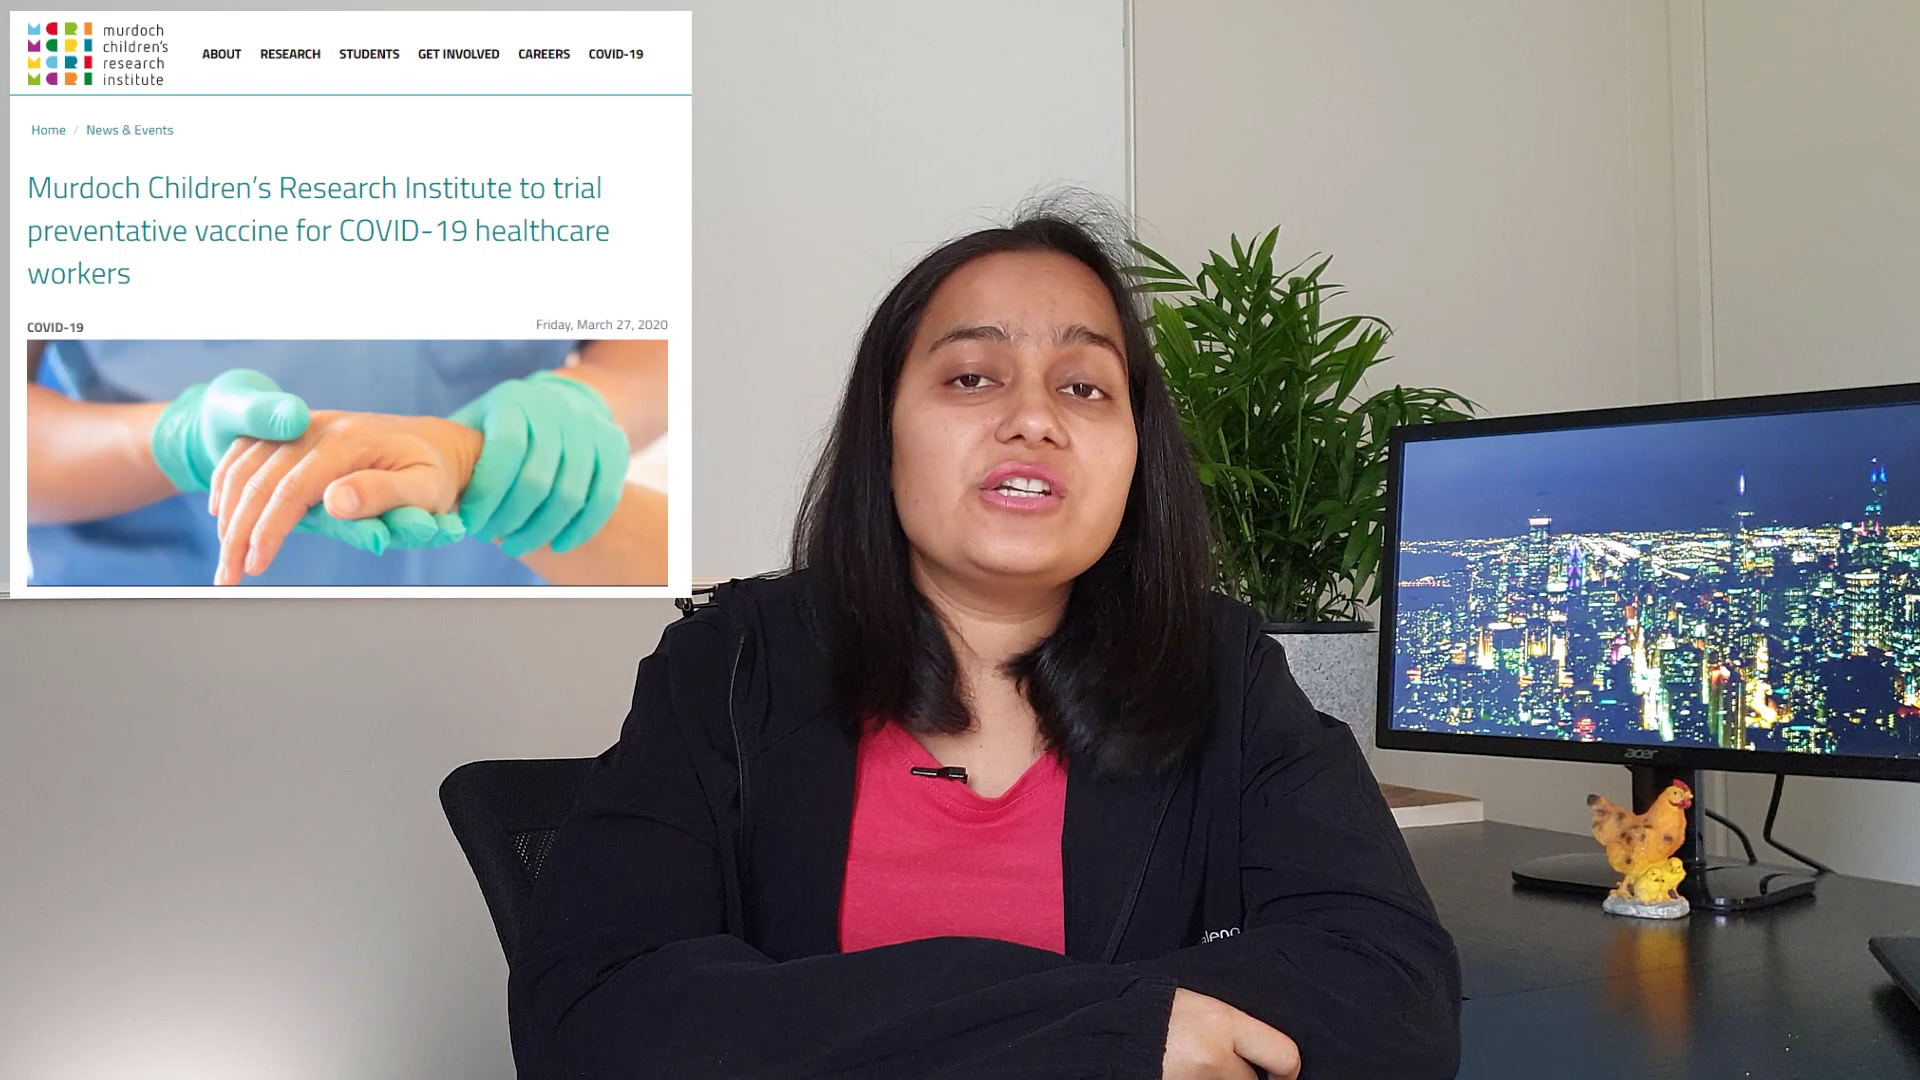 murdoch
children's
research
institute
ABOUT RESEARCH STUDENTS GET INVOLVED CAREERS COVID-19
Home / News & Events
Murdoch Children's Research Institute to trial
preventative vaccine for COVID-19 healthcare
workers
COVID-19 Friday, March 27, 2020
acer